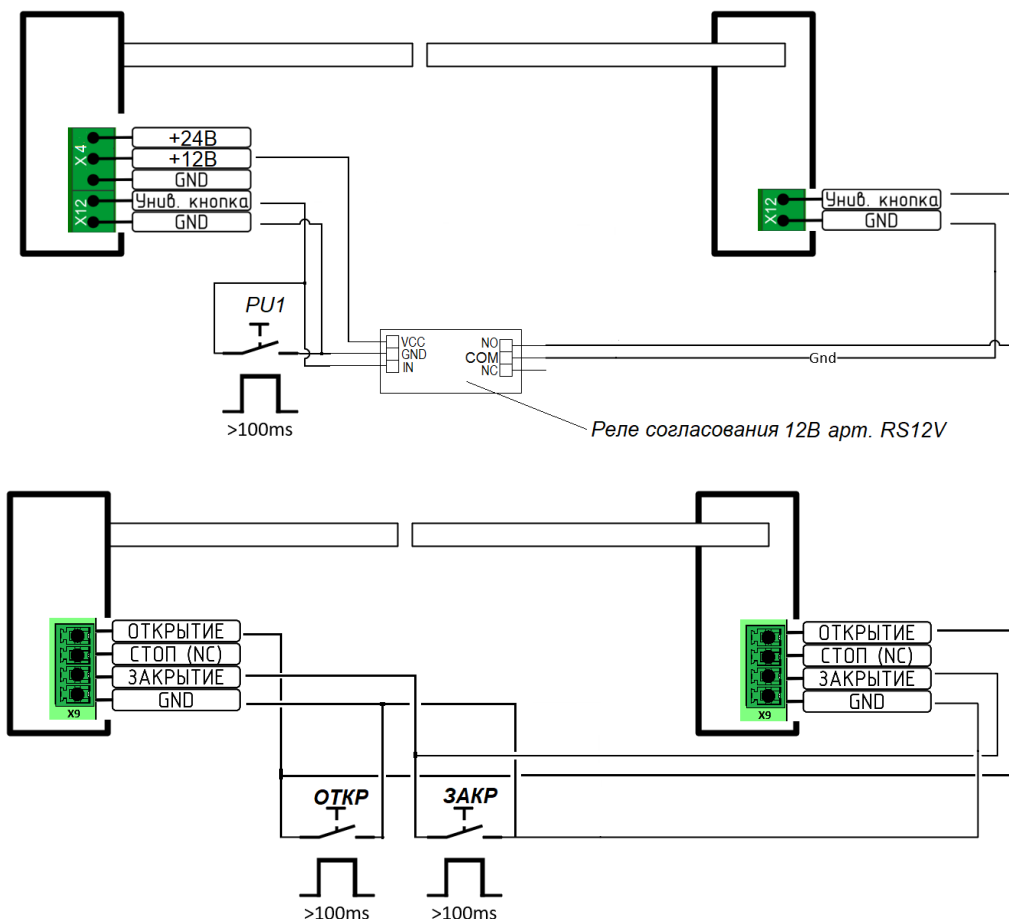 +24В
+12В
GND
Унив. кнопка
GND
X4
X12
X12
Унив. кнопка
GND
PU1
>100ms
VCC
GND
IN
NO
COM
NC
Gnd
Реле согласования 12В арт. RS12V
ОТКРЫТИЕ
СТОП (NC)
ЗАКРЫТИЕ
GND
X9
ОТКРЫТИЕ
СТОП (NC)
ЗАКРЫТИЕ
GND
X9
ОТКР
ЗАКР
>100ms
>100ms